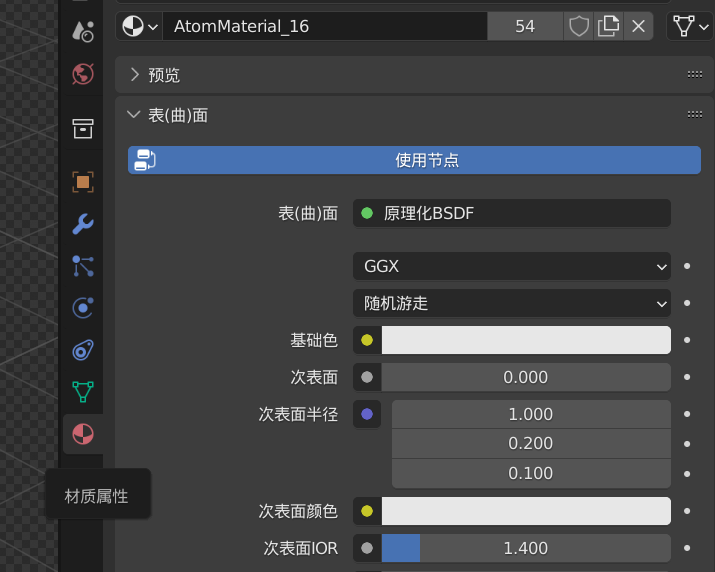 AtomMaterial_16 54
预览
表(曲)面
使用节点
表(曲)面 原理化BSDF
GGX
随机游走
基础色
次表面 0.000
次表面半径 1.000
0.200
0.100
材质属性
次表面颜色
次表面IOR 1.400